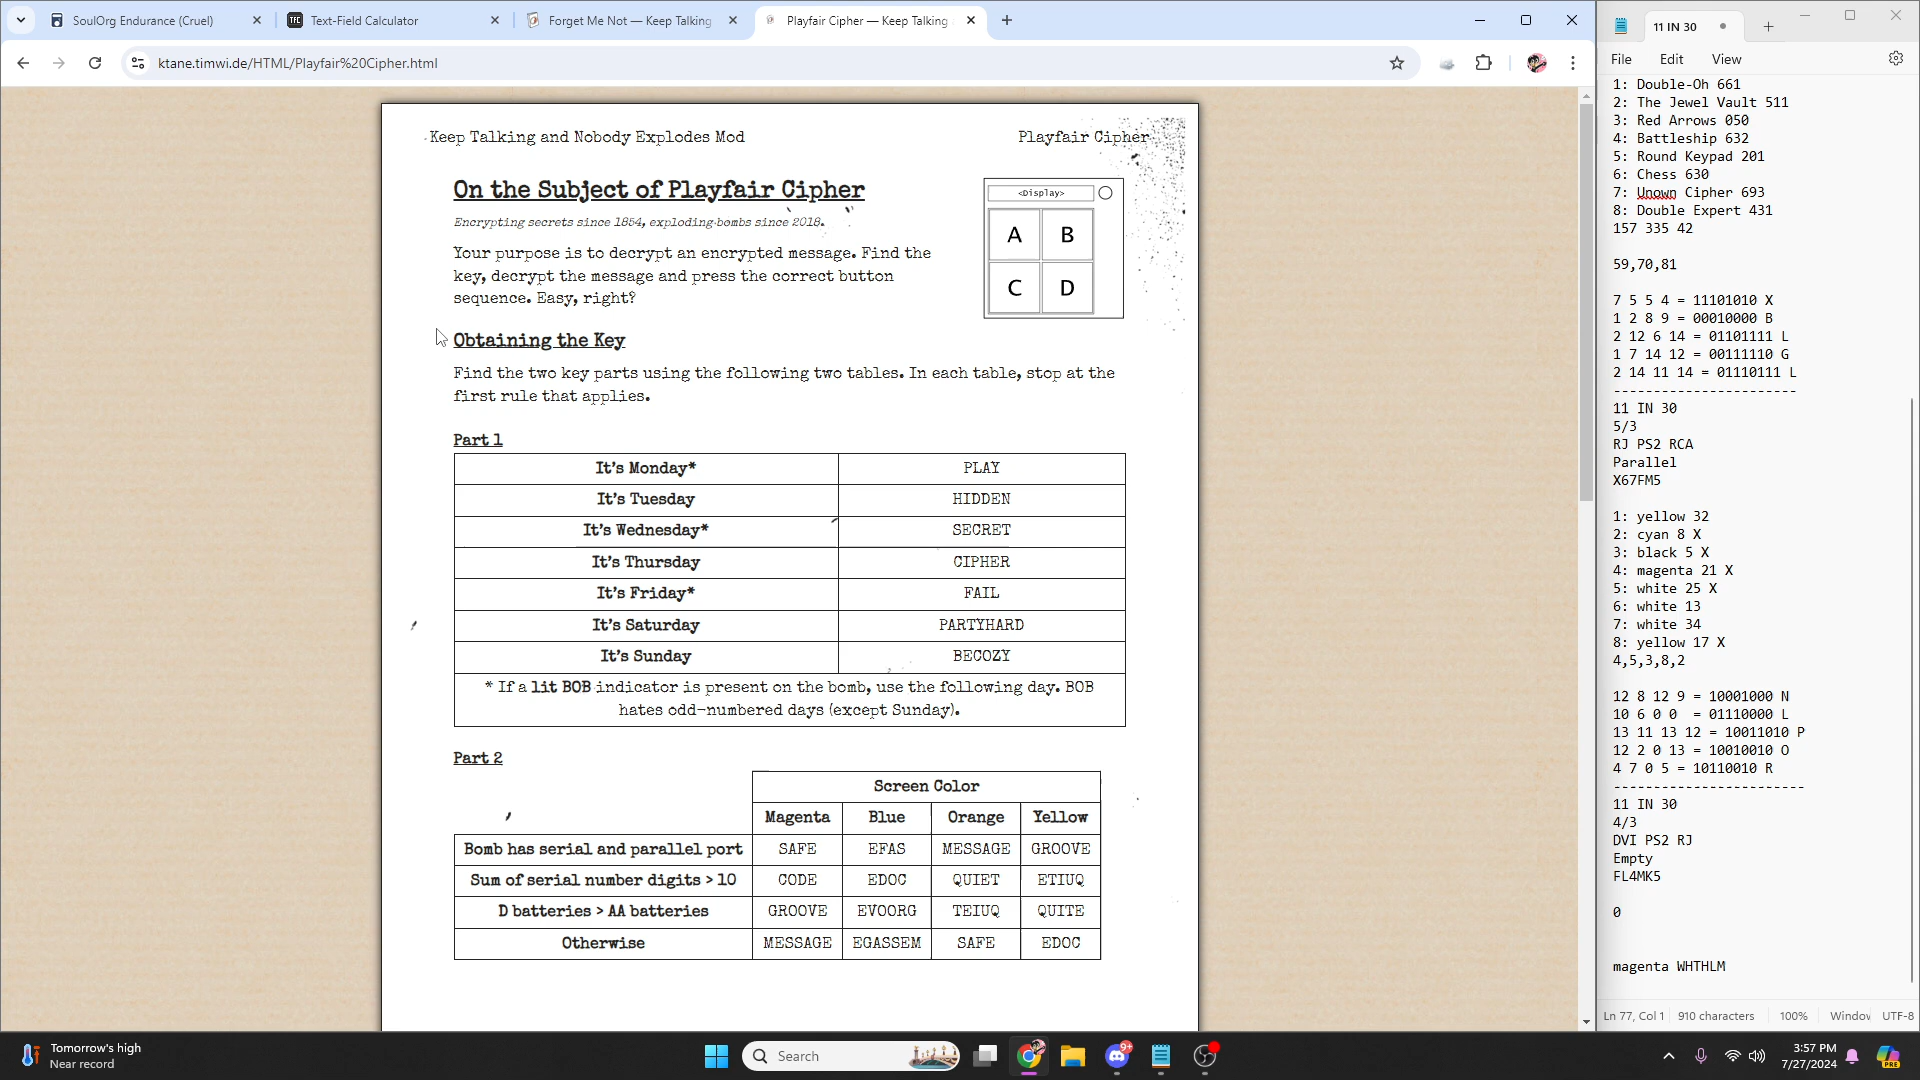 SoulOrg Endurance (Cruel)
TFC Text-Field Calculator
Forget Me Not — Keep Talking
Playfair Cipher — Keep Talking
11 IN 30
ktane.timwi.de/HTML/Playfair%20Cipher.html
File Edit View
Keep Talking and Nobody Explodes Mod
Playfair Cipher
On the Subject of Playfair Cipher
Encrypting secrets since 1854, exploding bombs since 2018.
Your purpose is to decrypt an encrypted message. Find the
key, decrypt the message and press the correct button
sequence. Easy, right?
<Display>
A B
C D
Obtaining the Key
Find the two key parts using the following two tables. In each table, stop at the
first rule that applies.
Part 1
It's Monday* PLAY
It's Tuesday HIDDEN
It's Wednesday* SECRET
It's Thursday CIPHER
It's Friday* FAIL
It's Saturday PARTYHARD
It's Sunday BECOZY
* If a lit BOB indicator is present on the bomb, use the following day. BOB
hates odd-numbered days (except Sunday).
Part 2
Screen Color
Magenta Blue Orange Yellow
Bomb has serial and parallel port SAFE EFAS MESSAGE GROOVE
Sum of serial number digits > 10 CODE EDOC QUIET ETIUQ
D batteries > AA batteries GROOVE EVOORG TEIUQ QUITE
Otherwise MESSAGE EGASSEM SAFE EDOC
1: Double-Oh 661
2: The Jewel Vault 511
3: Red Arrows 050
4: Battleship 632
5: Round Keypad 201
6: Chess 630
7: Unown Cipher 693
8: Double Expert 431
157 335 42
59,70,81
7 5 5 4 = 11101010 X
1 2 8 9 = 00010000 B
2 12 6 14 = 01101111 L
1 7 14 12 = 00111110 G
2 14 11 14 = 01110111 L
-----------------------
11 IN 30
5/3
RJ PS2 RCA
Parallel
X67FM5
1: yellow 32
2: cyan 8 X
3: black 5 X
4: magenta 21 X
5: white 25 X
6: white 13
7: white 34
8: yellow 17 X
4,5,3,8,2
12 8 12 9 = 10001000 N
10 6 0 0  = 01110000 L
13 11 13 12 = 10011010 P
12 2 0 13 = 10010010 O
4 7 0 5 = 10110010 R
------------------------
11 IN 30
4/3
DVI PS2 RJ
Empty
FL4MK5
0
magenta WHTHLM
Ln 77, Col 1 910 characters 100% Window UTF-8
Tomorrow's high
Near record
Search
9+
3:57 PM
7/27/2024
PRE